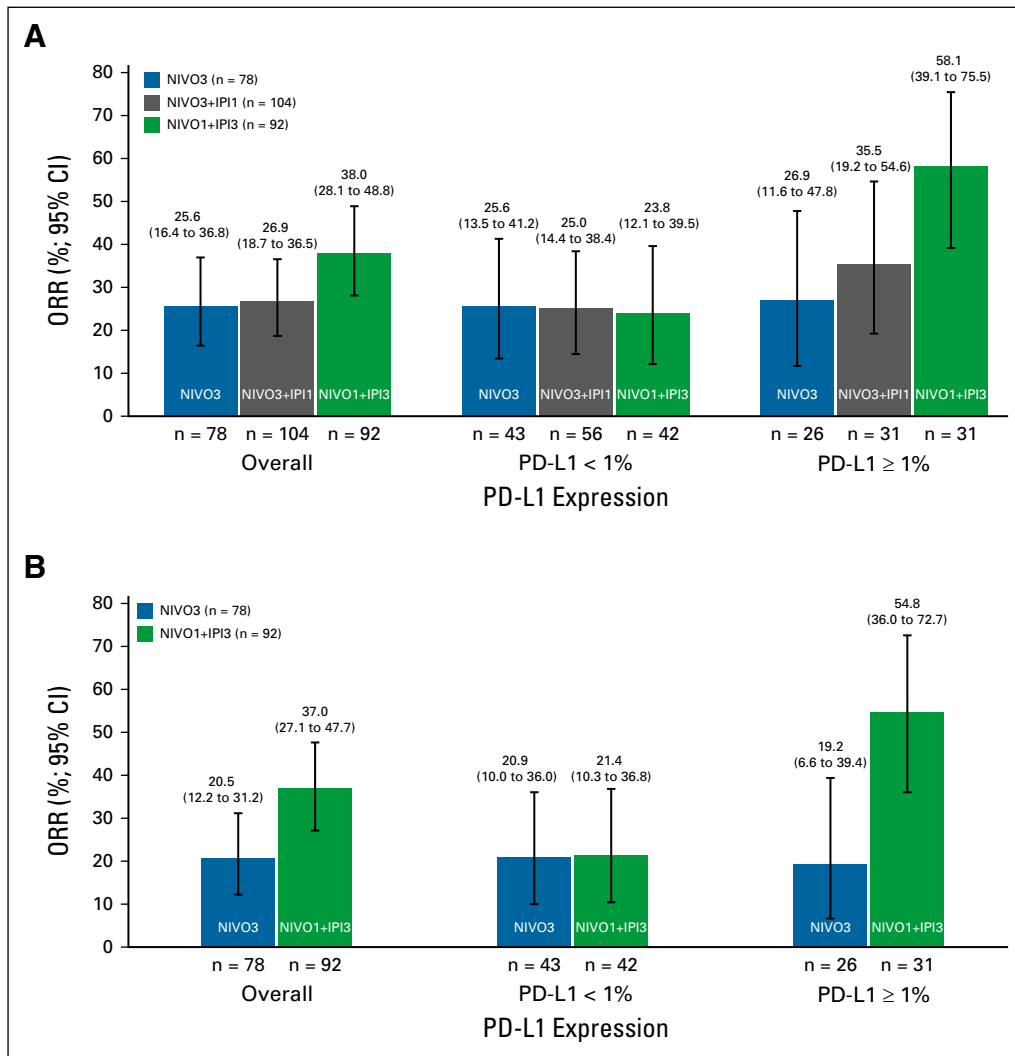 A
NIVO3 (n = 78)
NIVO3+IPI1 (n = 104)
NIVO1+IPI3 (n = 92)
ORR (%; 95% CI)
80
70
60
50
40
30
20
10
0
25.6
(16.4 to 36.8)
26.9
(18.7 to 36.5)
38.0
(28.1 to 48.8)
25.6
(13.5 to 41.2)
25.0
(14.4 to 38.4)
23.8
(12.1 to 39.5)
26.9
(11.6 to 47.8)
35.5
(19.2 to 54.6)
58.1
(39.1 to 75.5)
NIVO3 NIVO3+IPI1 NIVO1+IPI3 NIVO3 NIVO3+IPI1 NIVO1+IPI3 NIVO3 NIVO3+IPI1 NIVO1+IPI3
n = 78 n = 104 n = 92 n = 43 n = 56 n = 42 n = 26 n = 31 n = 31
Overall PD-L1 < 1% PD-L1 ≥ 1%
PD-L1 Expression
B
NIVO3 (n = 78)
NIVO1+IPI3 (n = 92)
ORR (%; 95% CI)
80
70
60
50
40
30
20
10
0
20.5
(12.2 to 31.2)
37.0
(27.1 to 47.7)
20.9
(10.0 to 36.0)
21.4
(10.3 to 36.8)
19.2
(6.6 to 39.4)
54.8
(36.0 to 72.7)
NIVO3 NIVO1+IPI3 NIVO3 NIVO1+IPI3 NIVO3 NIVO1+IPI3
n = 78 n = 92 n = 43 n = 42 n = 26 n = 31
Overall PD-L1 < 1% PD-L1 ≥ 1%
PD-L1 Expression